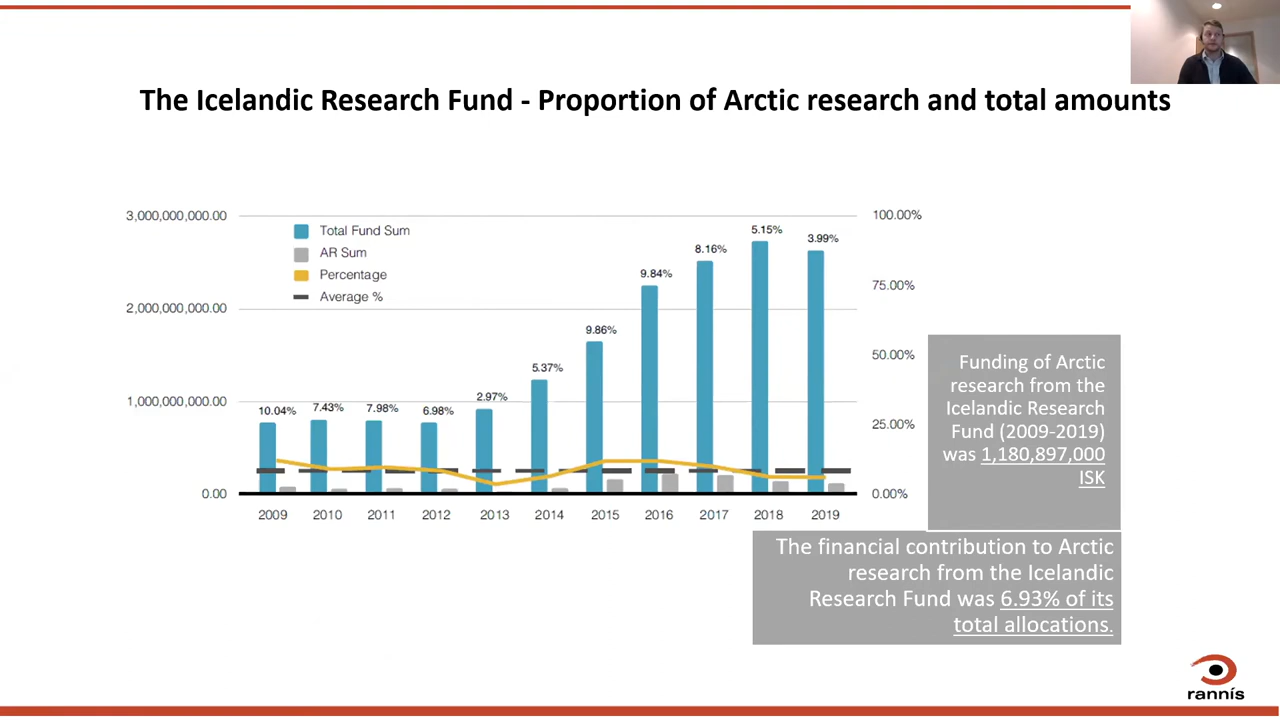 The Icelandic Research Fund - Proportion of Arctic research and total amounts
3,000,000,000.00
2,000,000,000.00
1,000,000,000.00
0.00
Total Fund Sum
AR Sum
Percentage
Average %
10.04%
7.43%
7.98%
6.98%
2.97%
5.37%
9.86%
9.84%
8.16%
5.15%
3.99%
100.00%
75.00%
50.00%
25.00%
0.00%
2009
2010
2011
2012
2013
2014
2015
2016
2017
2018
2019
Funding of Arctic
research from the
Icelandic Research
Fund (2009-2019)
was 1,180,897,000
ISK
The financial contribution to Arctic
research from the Icelandic
Research Fund was 6.93% of its
total allocations.
rannís